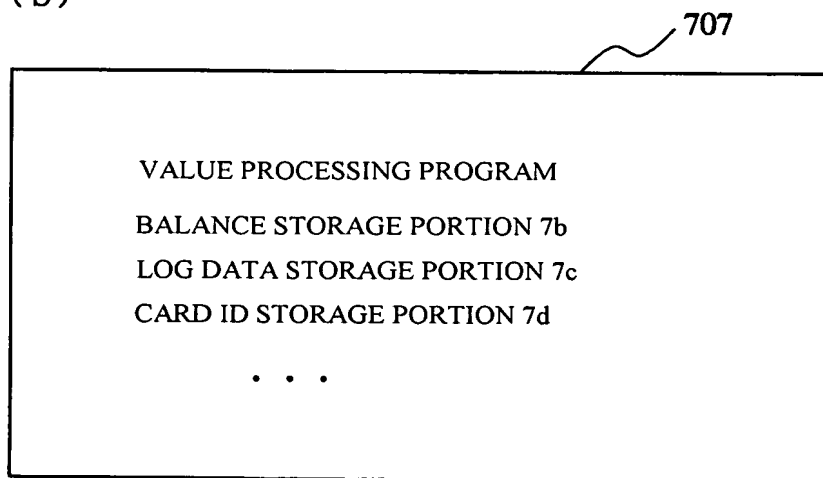 (b)
707
VALUE PROCESSING PROGRAM
BALANCE STORAGE PORTION 7b
LOG DATA STORAGE PORTION 7c
CARD ID STORAGE PORTION 7d
. . .